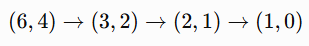 (6, 4) → (3, 2) → (2, 1) → (1, 0)